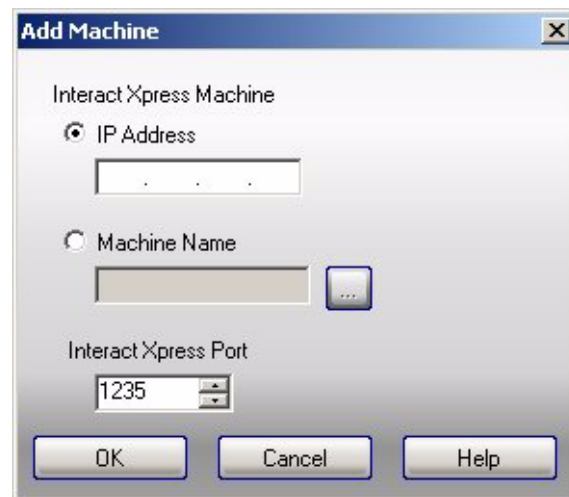 Add Machine
Interact Xpress Machine
IP Address
. . .
Machine Name
...
Interact Xpress Port
1235
OK Cancel Help